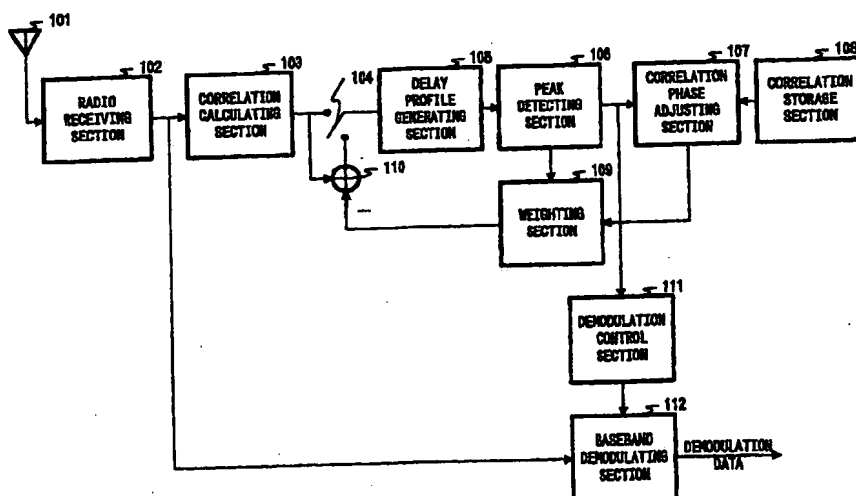 101
102
RADIO
RECEIVING
SECTION
103
CORRELATION
CALCULATING
SECTION
104
105
DELAY
PROFILE
GENERATING
SECTION
106
PEAK
DETECTING
SECTION
107
CORRELATION
PHASE
ADJUSTING
SECTION
108
CORRELATION
STORAGE
SECTION
110
109
WEIGHTING
SECTION
111
DEMODULATION
CONTROL
SECTION
112
BASEBAND
DEMODULATING
SECTION
DEMODULATION
DATA